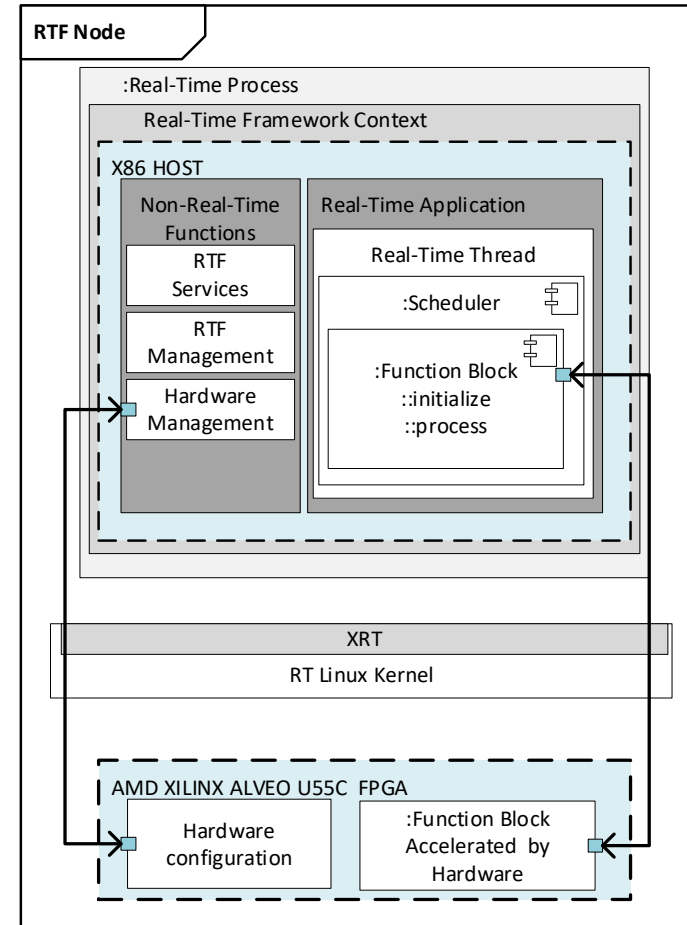 RTF Node
:Real-Time Process
Real-Time Framework Context
X86 HOST
Non-Real-Time
Functions
RTF
Services
RTF
Management
Hardware
Management
Real-Time Application
Real-Time Thread
:Scheduler
:Function Block
::initialize
::process
XRT
RT Linux Kernel
AMD XILINX ALVEO U55C FPGA
Hardware
configuration
:Function Block
Accelerated by
Hardware